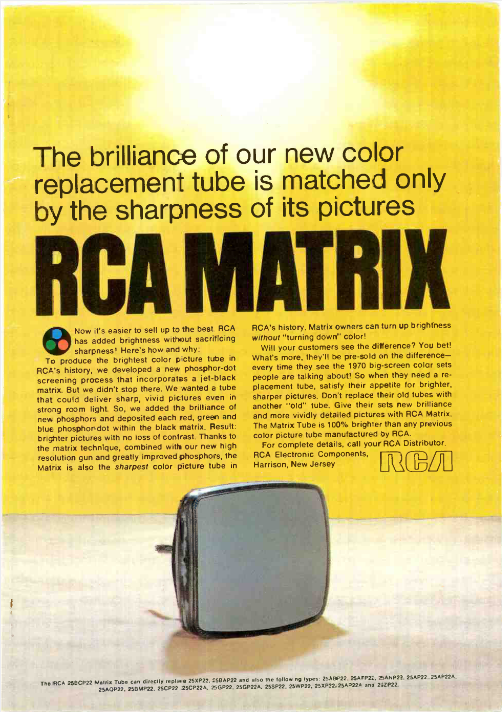 The brilliance of our new color
replacement tube is matched only
by the sharpness of its pictures
RCA MATRIX
Now it's easier to sell up to the best. RCA
has added brightness without sacrificing
sharpness! Here's how and why:
To produce the brightest color picture tube in
RCA's history, we developed a new phosphor-dot
screening process that incorporates a jet-black
matrix. But we didn't stop there. We wanted a tube
that could deliver sharp, vivid pictures even in
strong room light. So, we added the brilliance of
new phosphors and deposited each red, green and
blue phosphor-dot within the black matrix. Result:
brighter pictures with no loss of contrast. Thanks to
the matrix technique, combined with our new high
resolution gun and greatly improved phosphors, the
Matrix is also the sharpest color picture tube in
RCA's history. Matrix owners can turn up brightness
without "turning down" color!
Will your customers see the difference? You bet!
What's more, they'll be pre-sold on the difference—
every time they see the 1970 big-screen color sets
people are talking about! So when they need a re-
placement tube, satisfy their appetite for brighter,
sharper pictures. Don't replace their old tubes with
another "old" tube. Give their sets new brilliance
and more vividly detailed pictures with RCA Matrix.
The Matrix Tube is 100% brighter than any previous
color picture tube manufactured by RCA.
For complete details, call your RCA Distributor.
RCA Electronic Components,
Harrison, New Jersey
RCA
The RCA Matrix Tube can directly replace 25XP22, 25BAP22 and also the following types: 25ABP22, 25AFP22, 25ANP22, 25AP22, 25AP22A,
25AQP22, 25BMP22, 25CP22, 25CP22A, 25GP22, 25GP22A, 25SP22, 25WP22, 25XP22/25AP22A and 25ZP22.